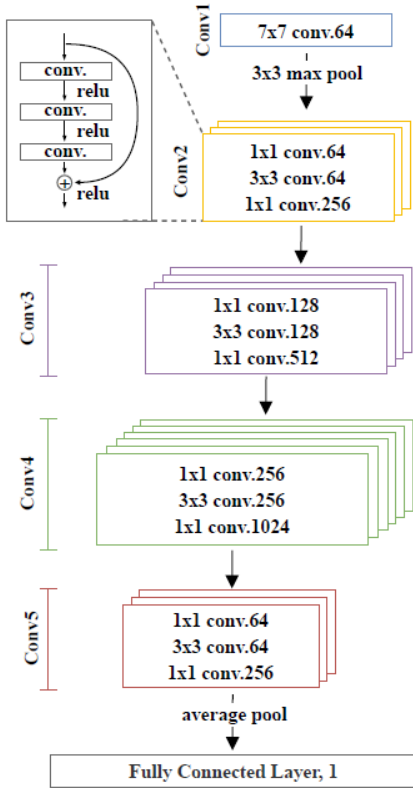 Conv1
7x7 conv.64
3x3 max pool
conv.
relu
conv.
relu
conv.
+
relu
Conv2
1x1 conv.64
3x3 conv.64
1x1 conv.256
Conv3
1x1 conv.128
3x3 conv.128
1x1 conv.512
Conv4
1x1 conv.256
3x3 conv.256
1x1 conv.1024
Conv5
1x1 conv.64
3x3 conv.64
1x1 conv.256
average pool
Fully Connected Layer, 1